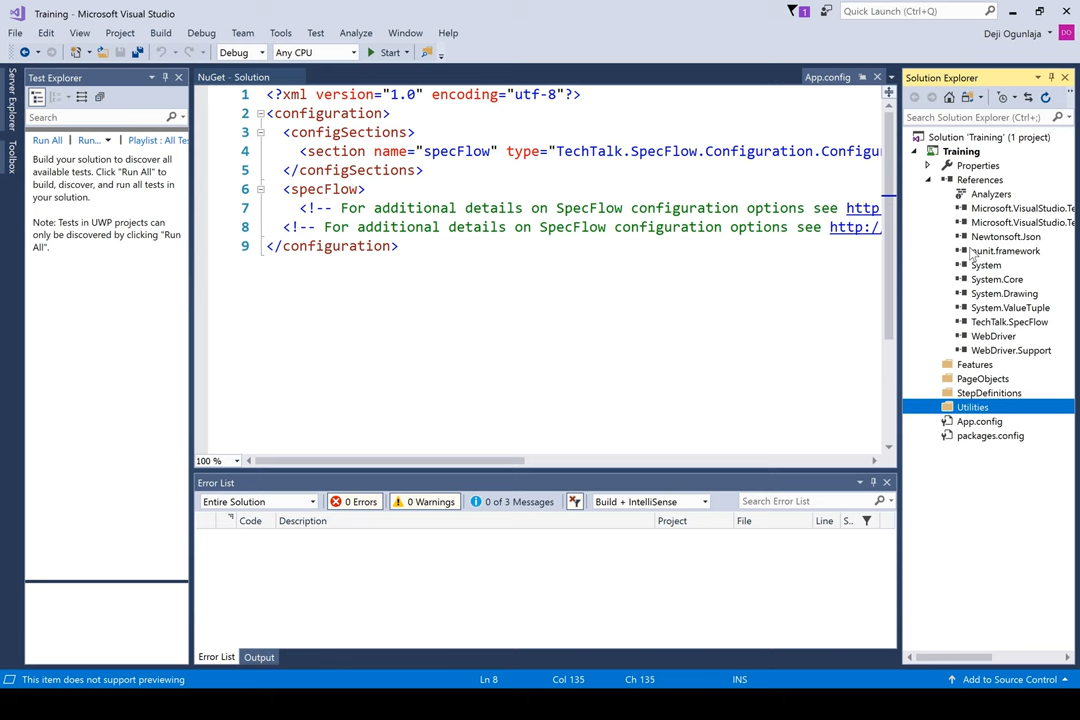 Training - Microsoft Visual Studio
1
Quick Launch (Ctrl+Q)
File Edit View Project Build Debug Team Tools Test Analyze Window Help
Deji Ogunlaja DO
Debug Any CPU Start
Server Explorer
Toolbox
Test Explorer
Search
Run All Run... Playlist : All Te
Build your solution to discover all
available tests. Click "Run All" to
build, discover, and run all tests in
your solution.
Note: Tests in UWP projects can
only be discovered by clicking "Run
All".
NuGet - Solution App.config
1 <?xml version="1.0" encoding="utf-8"?>
2 <configuration>
3 <configSections>
4 <section name="specFlow" type="TechTalk.SpecFlow.Configuration.Configur
5 </configSections>
6 <specFlow>
7 <!-- For additional details on SpecFlow configuration options see http
8 <!-- For additional details on SpecFlow configuration options see http:/
9 </configuration>
100 %
Error List
Entire Solution 0 Errors 0 Warnings 0 of 3 Messages Build + IntelliSense Search Error List
Code Description Project File Line S..
Error List Output
Solution Explorer
Search Solution Explorer (Ctrl+;)
Solution 'Training' (1 project)
Training
Properties
References
Analyzers
Microsoft.VisualStudio.Te
Microsoft.VisualStudio.Te
Newtonsoft.Json
nunit.framework
System
System.Core
System.Drawing
System.ValueTuple
TechTalk.SpecFlow
WebDriver
WebDriver.Support
Features
PageObjects
StepDefinitions
Utilities
App.config
packages.config
This item does not support previewing Ln 8 Col 135 Ch 135 INS Add to Source Control